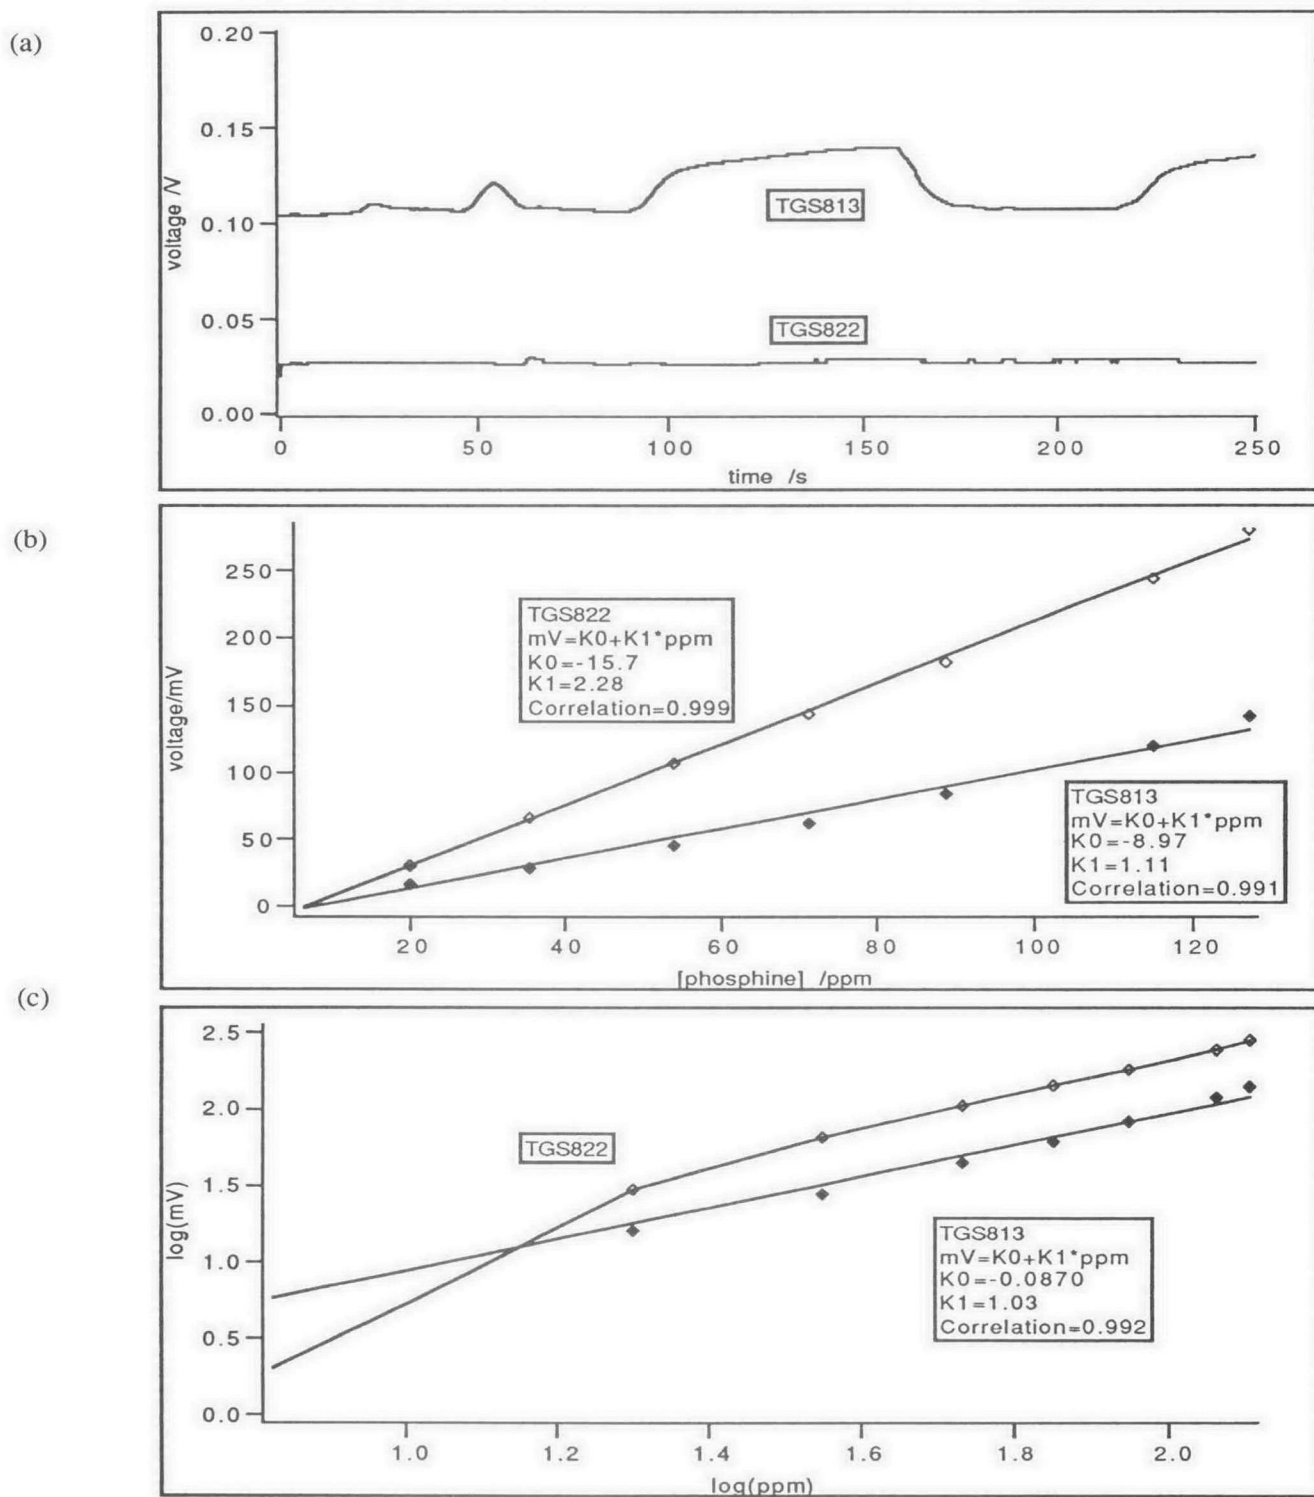 (a)
0.20
0.15
0.10
0.05
0.00
voltage /V
TGS813
TGS822
0 50 100 150 200 250
time /s
(b)
250
200
150
100
50
0
voltage/mV
TGS822
mV=K0+K1*ppm
K0=-15.7
K1=2.28
Correlation=0.999
TGS813
mV=K0+K1*ppm
K0=-8.97
K1=1.11
Correlation=0.991
20 40 60 80 100 120
[phosphine] /ppm
(c)
2.5
2.0
1.5
1.0
0.5
0.0
log(mV)
TGS822
TGS813
mV=K0+K1*ppm
K0=-0.0870
K1=1.03
Correlation=0.992
1.0 1.2 1.4 1.6 1.8 2.0
log(ppm)